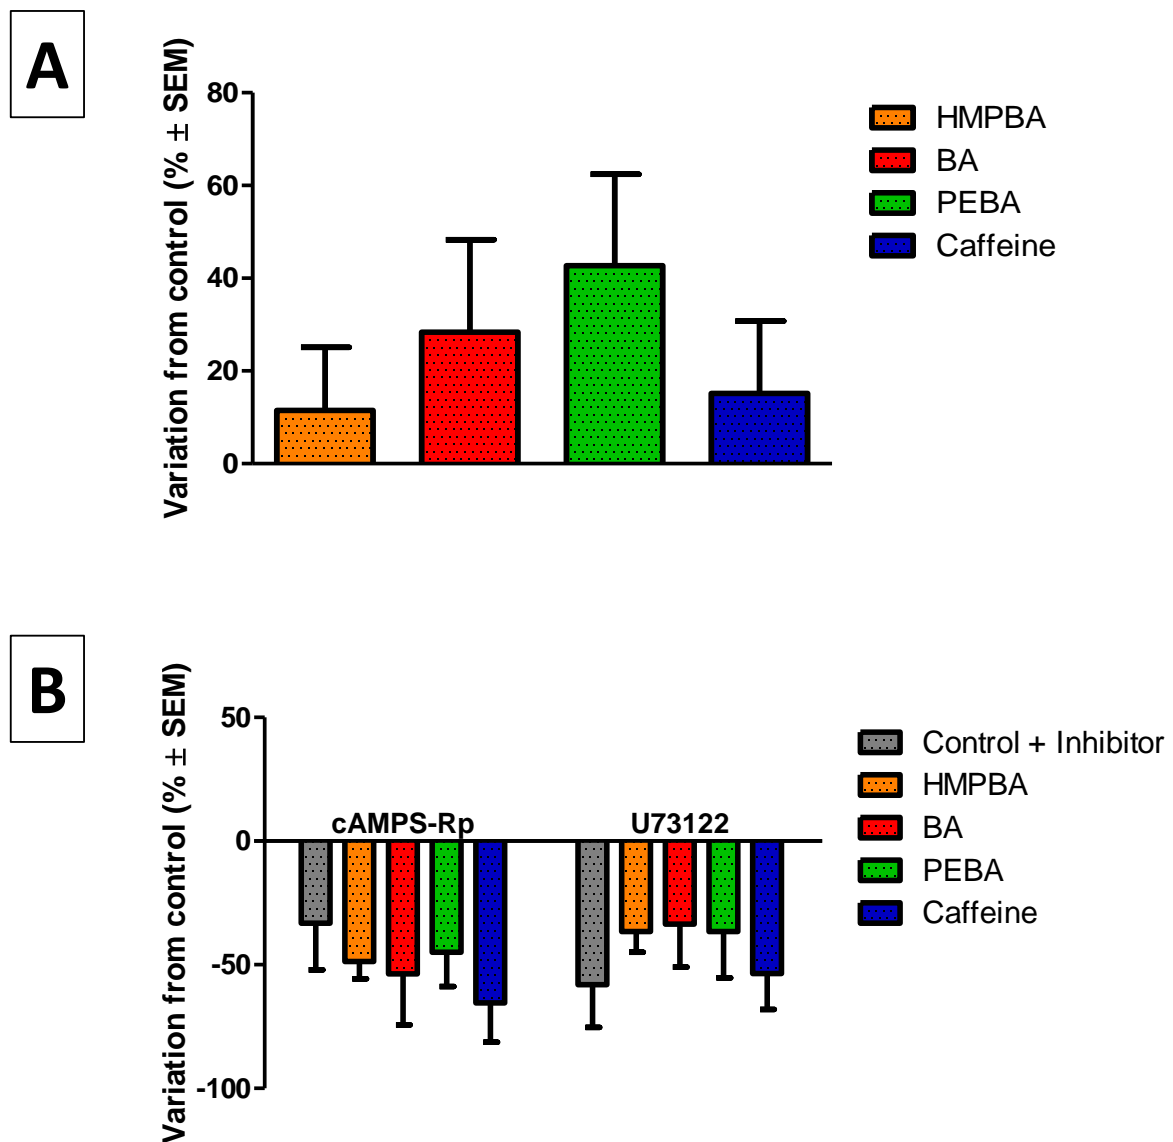 A
Variation from control (% ± SEM)
80
60
40
20
0
HMPBA
BA
PEBA
Caffeine
B
Variation from control (% ± SEM)
50
0
-50
-100
cAMPS-Rp
U73122
Control + Inhibitor
HMPBA
BA
PEBA
Caffeine